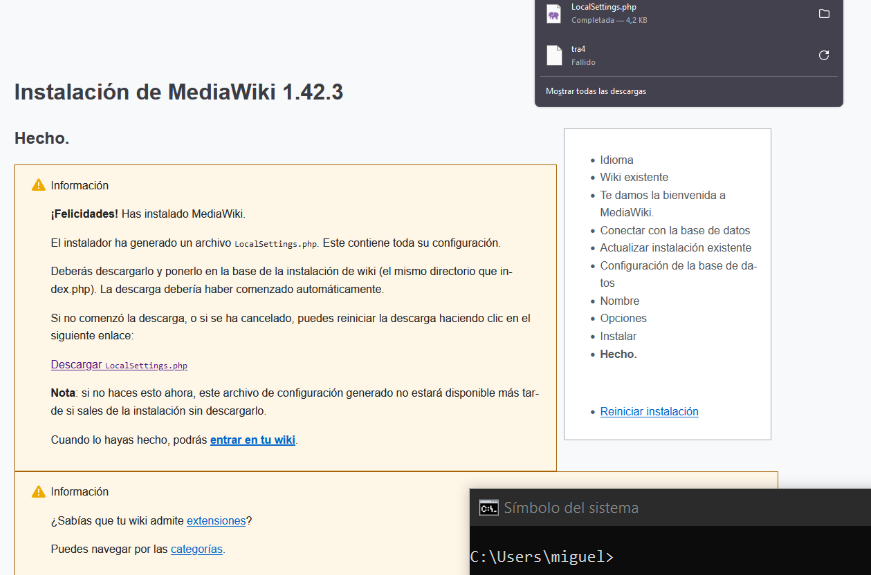 LocalSettings.php
Completada — 4,2 KB
tra4
Fallido
Mostrar todas las descargas
Instalación de MediaWiki 1.42.3
Hecho.
Información
¡Felicidades! Has instalado MediaWiki.
El instalador ha generado un archivo LocalSettings.php. Este contiene toda su configuración.
Deberás descargarlo y ponerlo en la base de la instalación de wiki (el mismo directorio que in-
dex.php). La descarga debería haber comenzado automáticamente.
Si no comenzó la descarga, o si se ha cancelado, puedes reiniciar la descarga haciendo clic en el
siguiente enlace:
Descargar LocalSettings.php
Nota: si no haces esto ahora, este archivo de configuración generado no estará disponible más tar-
de si sales de la instalación sin descargarlo.
Cuando lo hayas hecho, podrás entrar en tu wiki.
Idioma
Wiki existente
Te damos la bienvenida a
MediaWiki.
Conectar con la base de datos
Actualizar instalación existente
Configuración de la base de da-
tos
Nombre
Opciones
Instalar
Hecho.
Reiniciar instalación
Información
¿Sabías que tu wiki admite extensiones?
Puedes navegar por las categorías.
Símbolo del sistema
C:\Users\miguel>